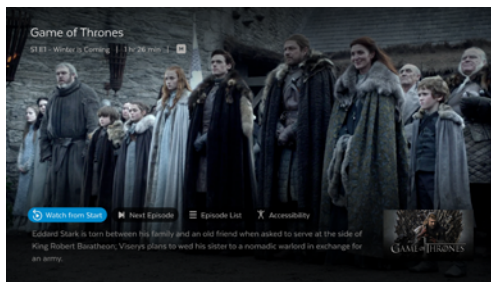 Game of Thrones
S1 E1 - Winter is Coming | 1 hr 26 min |
Watch from Start Next Episode Episode List Accessibility
Eddard Stark is torn between his family and an old friend when asked to serve at the side of
King Robert Baratheon; Viserys plans to wed his sister to a nomadic warlord in exchange for
an army.
GAME OF THRONES